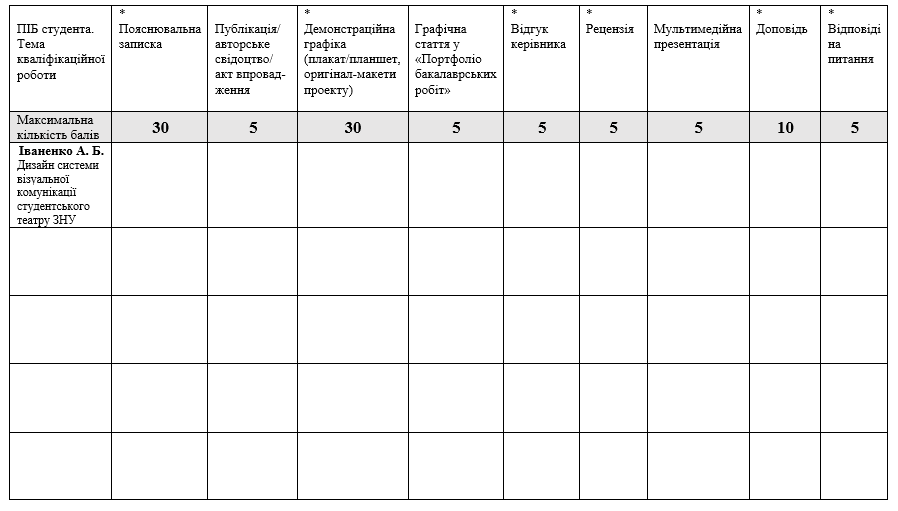 ПІБ студента.
Тема
кваліфікаційної
роботи
*
Пояснювальна
записка
Публікація/
авторське
свідоцтво/
акт впровад-
ження
*
Демонстраційна
графіка
(плакат/планшет,
оригінал-макети
проекту)
Графічна
стаття у
«Портфоліо
бакалаврських
робіт»
*
Відгук
керівника
*
Рецензія
Мультимедійна
презентація
*
Доповідь
*
Відповіді
на
питання
Максимальна
кількість балів
30
5
30
5
5
5
5
10
5
Іваненко А. Б.
Дизайн системи
візуальної
комунікації
студентського
театру ЗНУ